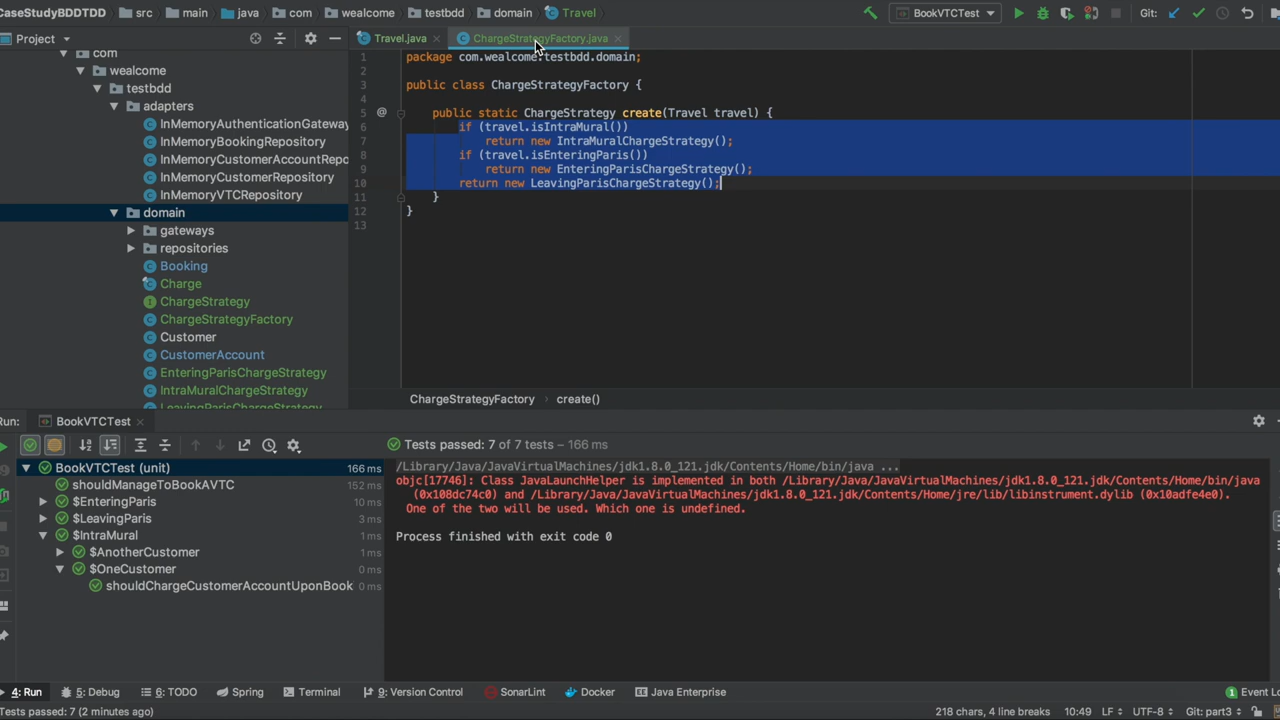 CaseStudyBDDTDD src main java com wealcome testbdd domain Travel BookVTCTest Git:
Project Travel.java ChargeStrategyFactory.java
com
wealcome
testbdd
adapters
InMemoryAuthenticationGateway
InMemoryBookingRepository
InMemoryCustomerAccountRepo
InMemoryCustomerRepository
InMemoryVTCRepository
domain
gateways
repositories
Booking
Charge
ChargeStrategy
ChargeStrategyFactory
Customer
CustomerAccount
EnteringParisChargeStrategy
IntraMuralChargeStrategy
LeavingParisChargeStrategy
1 package com.wealcome.testbdd.domain;
2
3 public class ChargeStrategyFactory {
4
5 @ public static ChargeStrategy create(Travel travel) {
6 if (travel.isIntraMural())
7 return new IntraMuralChargeStrategy();
8 if (travel.isEnteringParis())
9 return new EnteringParisChargeStrategy();
10 return new LeavingParisChargeStrategy();
11 }
12 }
13
ChargeStrategyFactory › create()
Run: BookVTCTest
Tests passed: 7 of 7 tests – 166 ms
BookVTCTest (unit) 166 ms
shouldManageToBookAVTC 152 ms
$EnteringParis 10 ms
$LeavingParis 3 ms
$IntraMural 1 ms
$AnotherCustomer 1 ms
$OneCustomer 0 ms
shouldChargeCustomerAccountUponBook 0 ms
/Library/Java/JavaVirtualMachines/jdk1.8.0_121.jdk/Contents/Home/bin/java ...
objc[17746]: Class JavaLaunchHelper is implemented in both /Library/Java/JavaVirtualMachines/jdk1.8.0_121.jdk/Contents/Home/bin/java
(0x108dc74c0) and /Library/Java/JavaVirtualMachines/jdk1.8.0_121.jdk/Contents/Home/jre/lib/libinstrument.dylib (0x10adfe4e0).
One of the two will be used. Which one is undefined.
Process finished with exit code 0
4: Run 5: Debug 6: TODO Spring Terminal 9: Version Control SonarLint Docker Java Enterprise 1 Event Lo
Tests passed: 7 (2 minutes ago) 218 chars, 4 line breaks 10:49 LF UTF-8 Git: part3